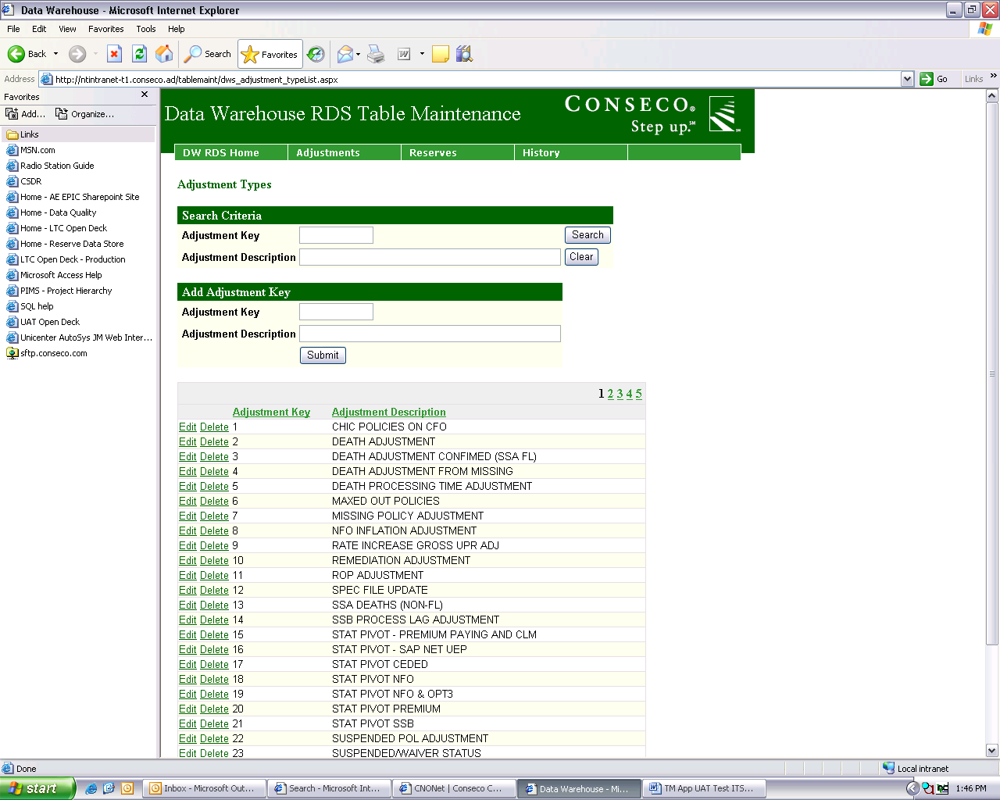 Data Warehouse - Microsoft Internet Explorer
File Edit View Favorites Tools Help
Back Search Favorites
Address http://ntintranet-t1.conseco.ad/tablemaint/dws_adjustment_typeList.aspx Go Links »
Favorites
Add... Organize...
Links
MSN.com
Radio Station Guide
CSDR
Home - AE EPIC Sharepoint Site
Home - Data Quality
Home - LTC Open Deck
Home - Reserve Data Store
LTC Open Deck - Production
Microsoft Access Help
PIMS - Project Hierarchy
SQL help
UAT Open Deck
Unicenter AutoSys JM Web Inter...
sftp.conseco.com
Data Warehouse RDS Table Maintenance
CONSECO®
Step up.℠
DW RDS Home Adjustments Reserves History
Adjustment Types
Search Criteria
Adjustment Key Search
Adjustment Description Clear
Add Adjustment Key
Adjustment Key
Adjustment Description
Submit
1 2 3 4 5
Adjustment Key Adjustment Description
Edit Delete 1 CHIC POLICIES ON CFO
Edit Delete 2 DEATH ADJUSTMENT
Edit Delete 3 DEATH ADJUSTMENT CONFIMED (SSA FL)
Edit Delete 4 DEATH ADJUSTMENT FROM MISSING
Edit Delete 5 DEATH PROCESSING TIME ADJUSTMENT
Edit Delete 6 MAXED OUT POLICIES
Edit Delete 7 MISSING POLICY ADJUSTMENT
Edit Delete 8 NFO INFLATION ADJUSTMENT
Edit Delete 9 RATE INCREASE GROSS UPR ADJ
Edit Delete 10 REMEDIATION ADJUSTMENT
Edit Delete 11 ROP ADJUSTMENT
Edit Delete 12 SPEC FILE UPDATE
Edit Delete 13 SSA DEATHS (NON-FL)
Edit Delete 14 SSB PROCESS LAG ADJUSTMENT
Edit Delete 15 STAT PIVOT - PREMIUM PAYING AND CLM
Edit Delete 16 STAT PIVOT - SAP NET UEP
Edit Delete 17 STAT PIVOT CEDED
Edit Delete 18 STAT PIVOT NFO
Edit Delete 19 STAT PIVOT NFO & OPT3
Edit Delete 20 STAT PIVOT PREMIUM
Edit Delete 21 STAT PIVOT SSB
Edit Delete 22 SUSPENDED POL ADJUSTMENT
Edit Delete 23 SUSPENDED/WAIVER STATUS
Done Local intranet
start Inbox - Microsoft Out... Search - Microsoft Int... CNONet | Conseco C... Data Warehouse - Mi... TM App UAT Test ITS... 1:46 PM